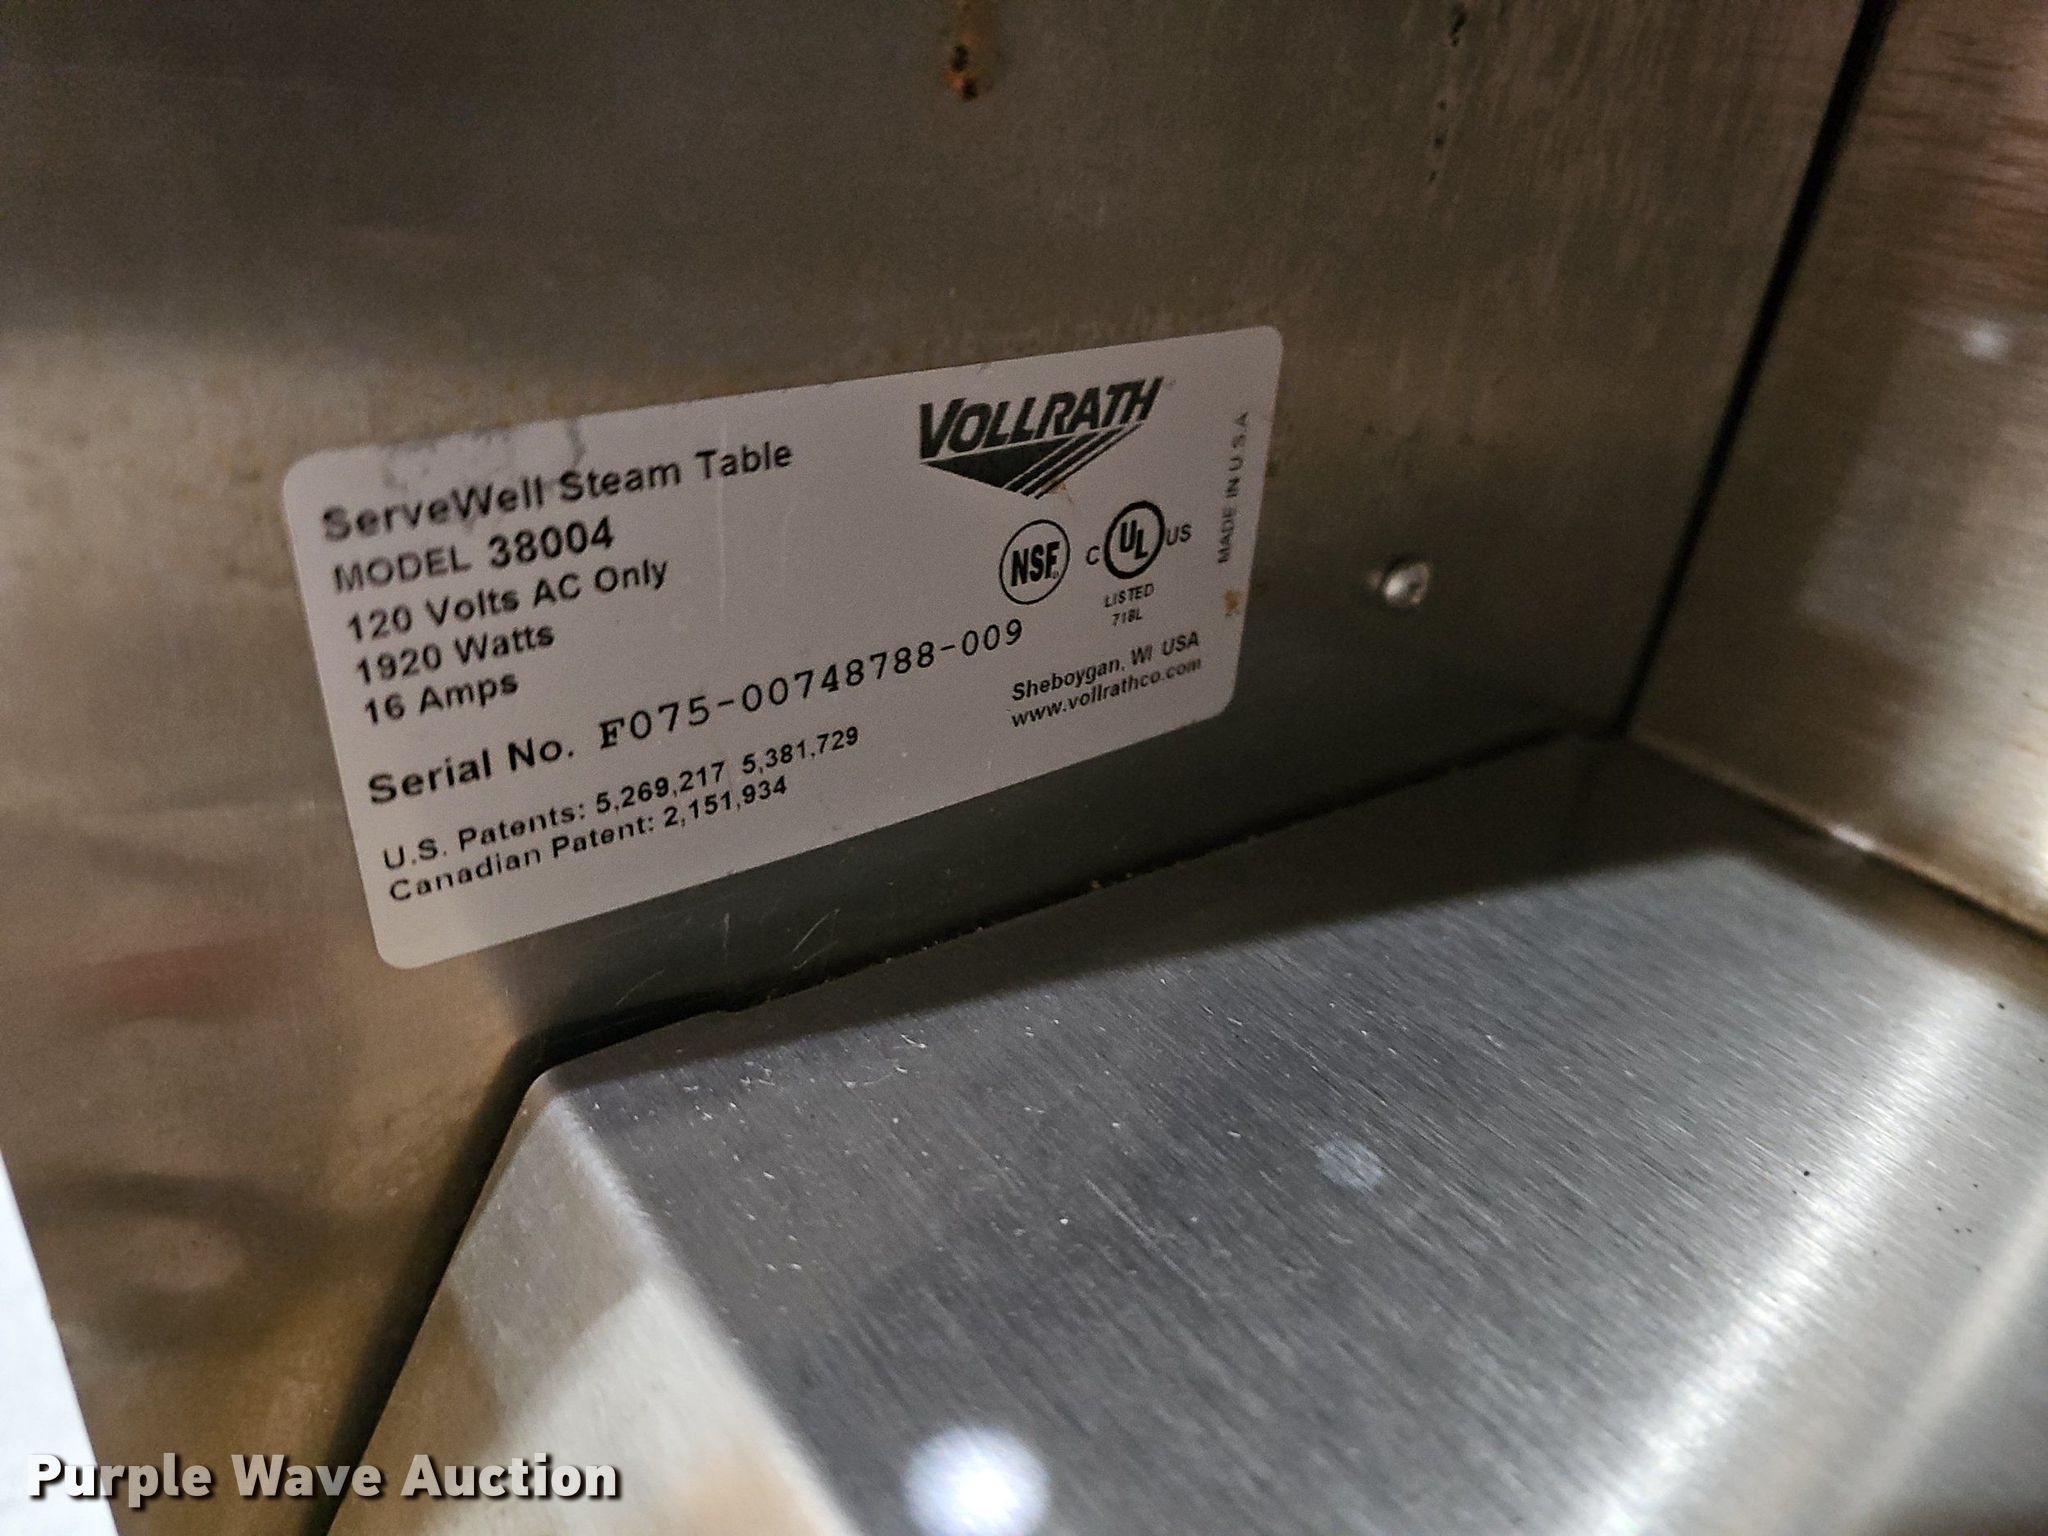 VOLLRATH
ServeWell Steam Table
MODEL 38004
120 Volts AC Only
1920 Watts
16 Amps
NSF
C UL US
LISTED
718L
MADE IN U.S.A
Serial No. F075-00748788-009
Sheboygan, WI USA
www.vollrathco.com
U.S. Patents: 5,269,217 5,381,729
Canadian Patent: 2,151,934
Purple Wave Auction